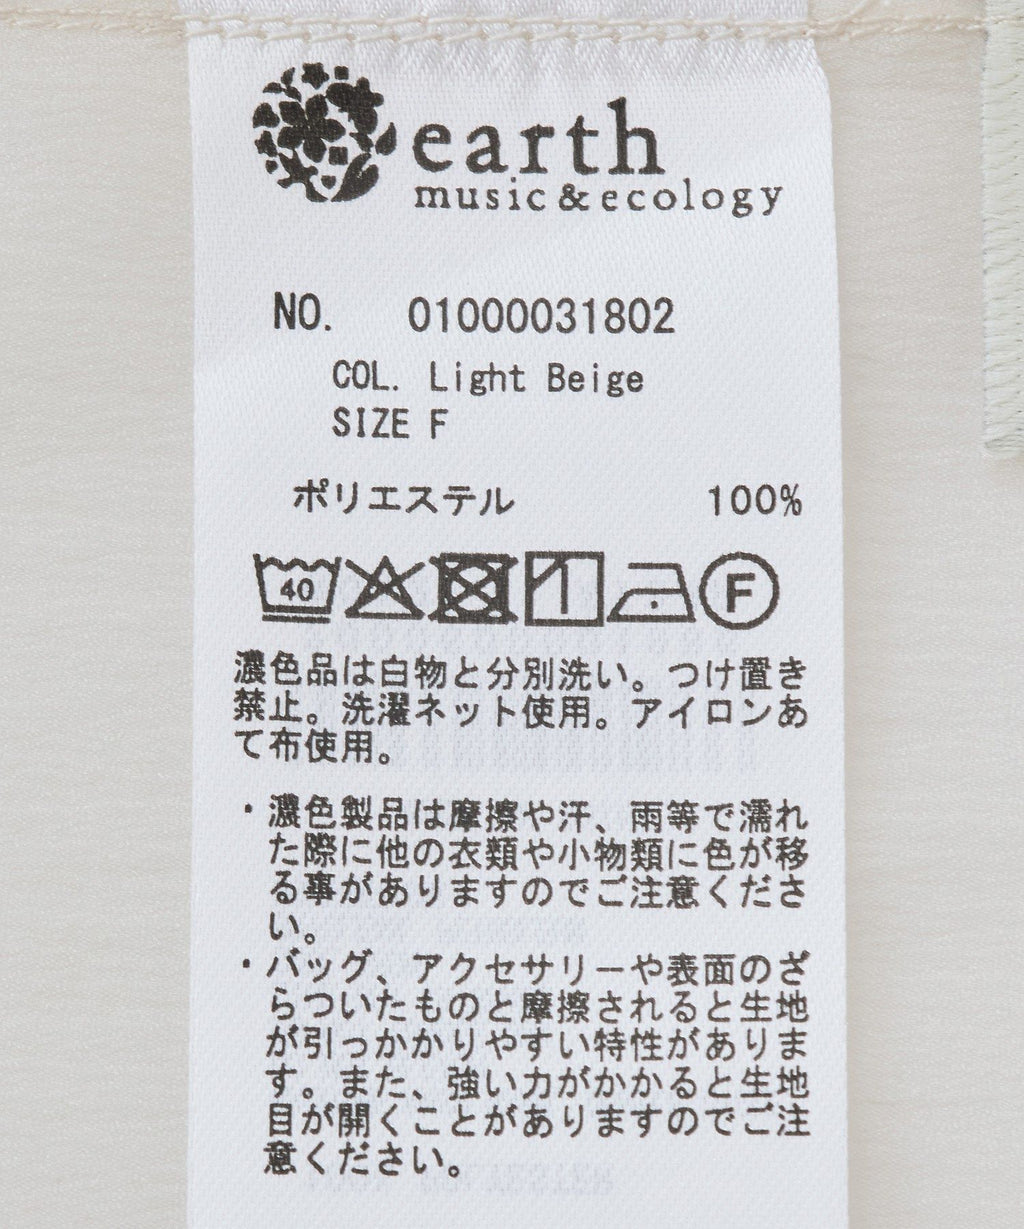 earth
music&ecology
NO. 01000031802
COL. Light Beige
SIZE F
ポリエステル 100%
40 F
濃色品は白物と分別洗い。つけ置き
禁止。洗濯ネット使用。アイロンあ
て布使用。
・濃色製品は摩擦や汗、雨等で濡れ
た際に他の衣類や小物類に色が移
る事がありますのでご注意くださ
い。
・バッグ、アクセサリーや表面のざ
らついたものと摩擦されると生地
が引っかかりやすい特性がありま
す。また、強い力がかかると生地
目が開くことがありますのでご注
意ください。